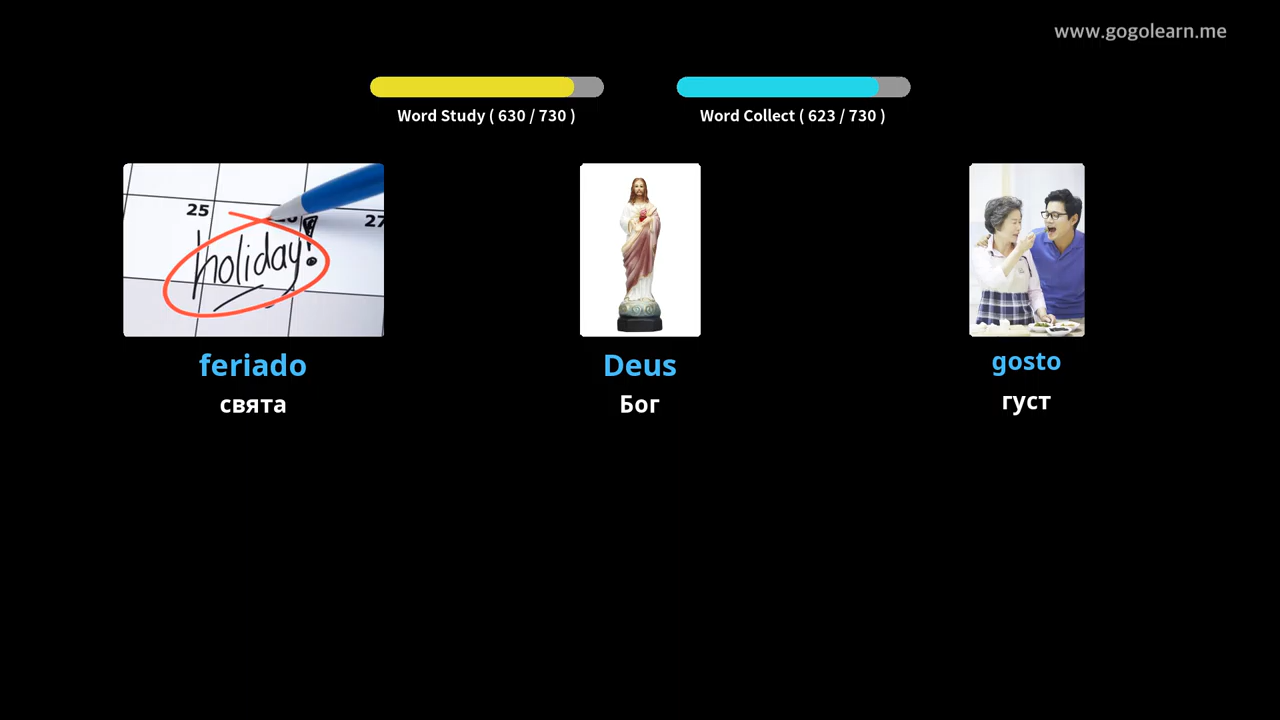 www.gogolearn.me
Word Study ( 630 / 730 )
Word Collect ( 623 / 730 )
25
27
holiday!
feriado
Deus
gosto
свята
Бог
густ